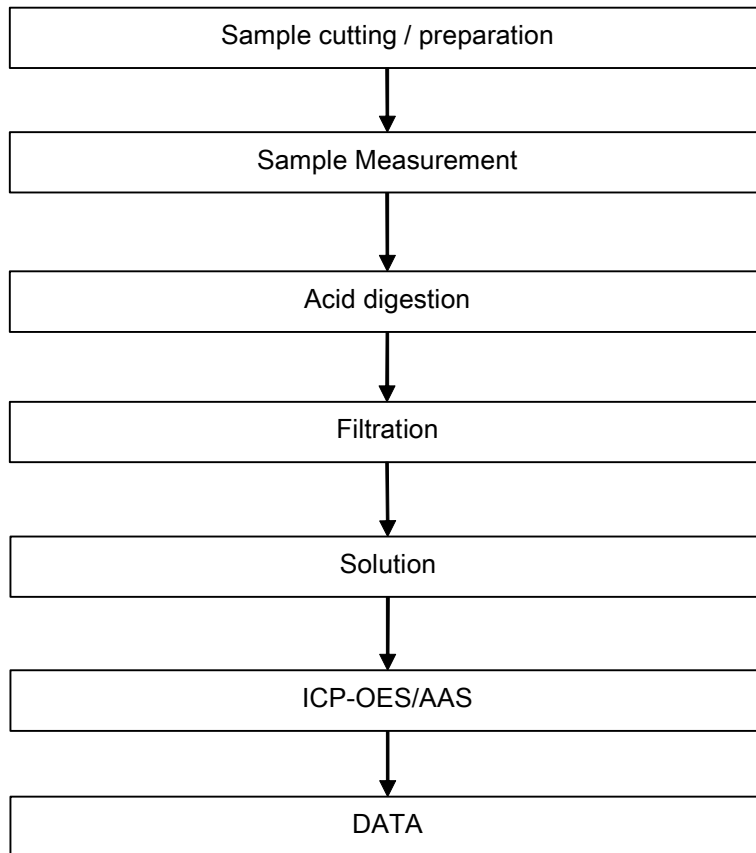 Sample cutting / preparation
Sample Measurement
Acid digestion
Filtration
Solution
ICP-OES/AAS
DATA